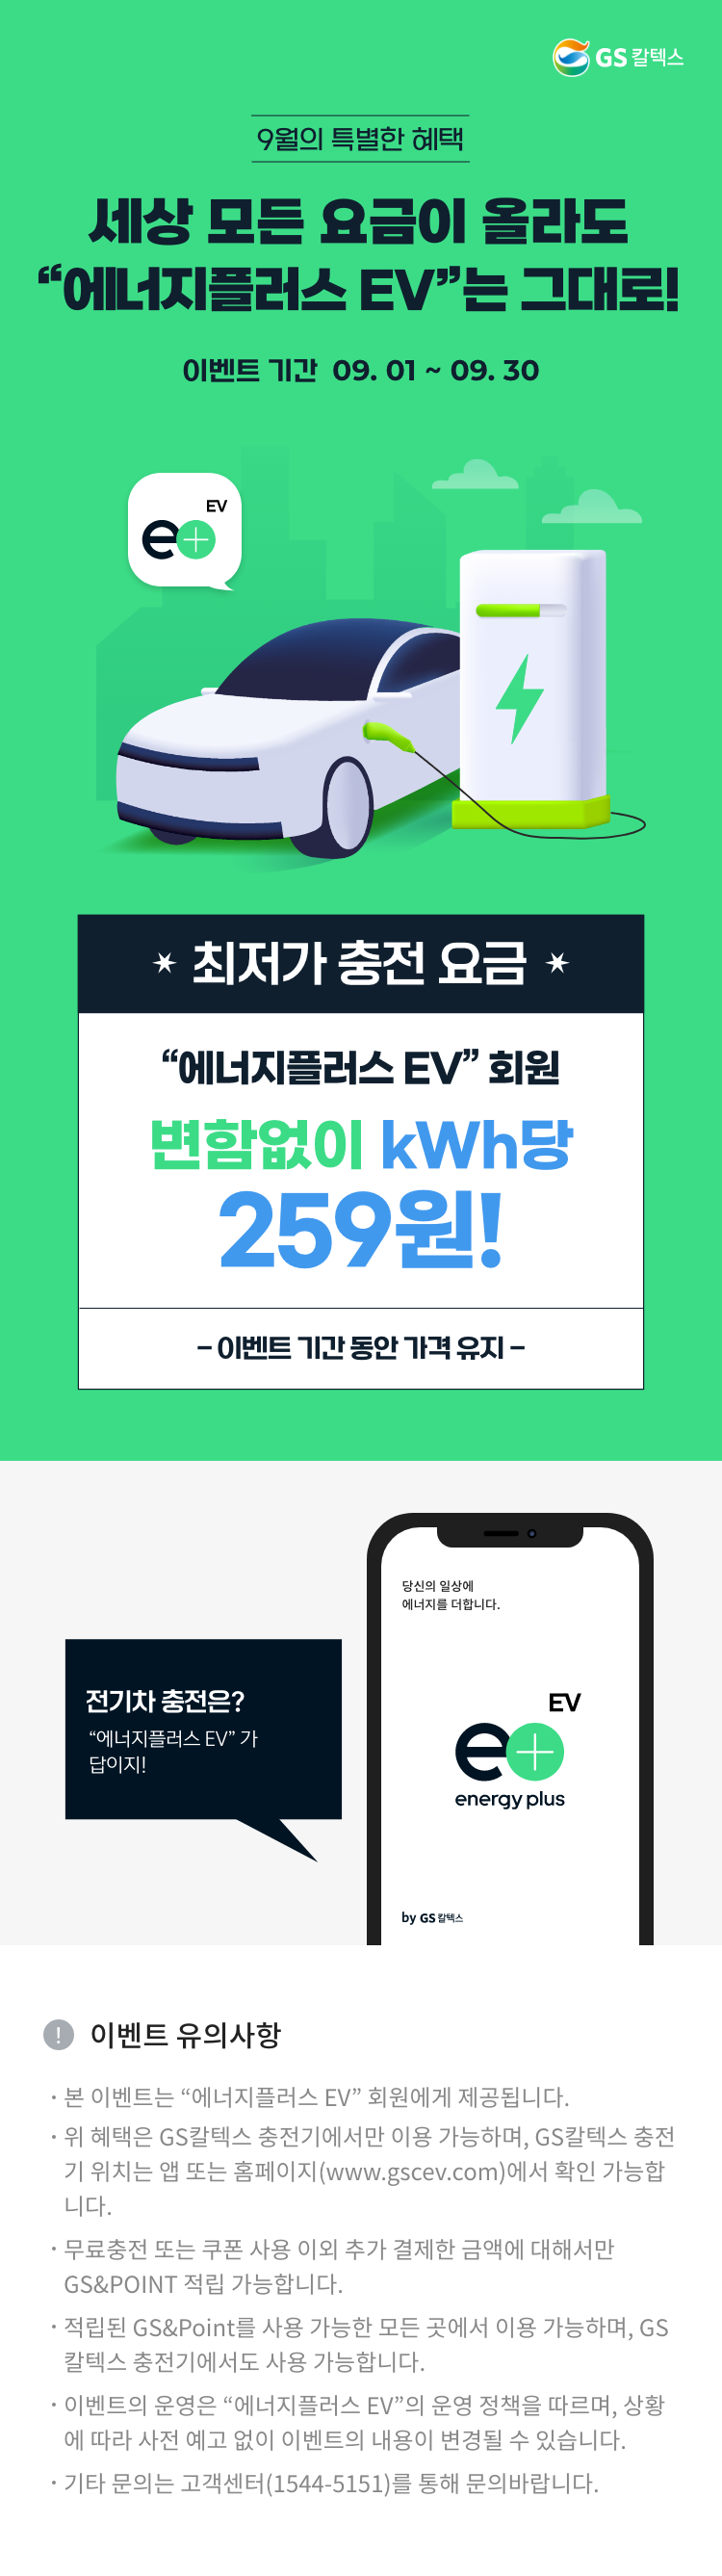 GS 칼텍스
9월의 특별한 혜택
세상 모든 요금이 올라도
“에너지플러스 EV”는 그대로!
이벤트 기간 09. 01 ~ 09. 30
EV
e+
최저가 충전 요금
“에너지플러스 EV” 회원
변함없이 kWh당
259원!
– 이벤트 기간 동안 가격 유지 –
당신의 일상에
에너지를 더합니다.
전기차 충전은?
“에너지플러스 EV” 가
답이지!
EV
e+
energy plus
by GS 칼텍스
! 이벤트 유의사항
· 본 이벤트는 “에너지플러스 EV” 회원에게 제공됩니다.
· 위 혜택은 GS칼텍스 충전기에서만 이용 가능하며, GS칼텍스 충전
기 위치는 앱 또는 홈페이지(www.gscev.com)에서 확인 가능합
니다.
· 무료충전 또는 쿠폰 사용 이외 추가 결제한 금액에 대해서만
GS&POINT 적립 가능합니다.
· 적립된 GS&Point를 사용 가능한 모든 곳에서 이용 가능하며, GS
칼텍스 충전기에서도 사용 가능합니다.
· 이벤트의 운영은 “에너지플러스 EV”의 운영 정책을 따르며, 상황
에 따라 사전 예고 없이 이벤트의 내용이 변경될 수 있습니다.
· 기타 문의는 고객센터(1544-5151)를 통해 문의바랍니다.